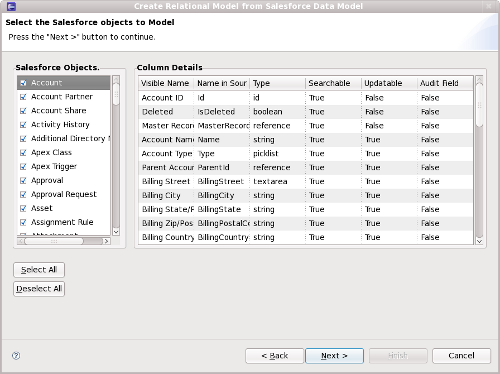 Create Relational Model from Salesforce Data Model
Select the Salesforce objects to Model
Press the "Next >" button to continue.
Salesforce Objects.
Account
Account Partner
Account Share
Activity History
Additional Directory
Apex Class
Apex Trigger
Approval
Approval Request
Asset
Assignment Rule
Column Details
Visible Name Name in Sour Type Searchable Updatable Audit Field
Account ID Id id True False False
Deleted IsDeleted boolean True False False
Master Recor MasterRecord reference True False False
Account Name Name string True True False
Account Type Type picklist True True False
Parent Accour ParentId reference True True False
Billing Street BillingStreet textarea True True False
Billing City BillingCity string True True False
Billing State/P BillingState string True True False
Billing Zip/Pos BillingPostalCo string True True False
Billing Country BillingCountry string True True False
Select All
Deselect All
< Back Next > Finish Cancel